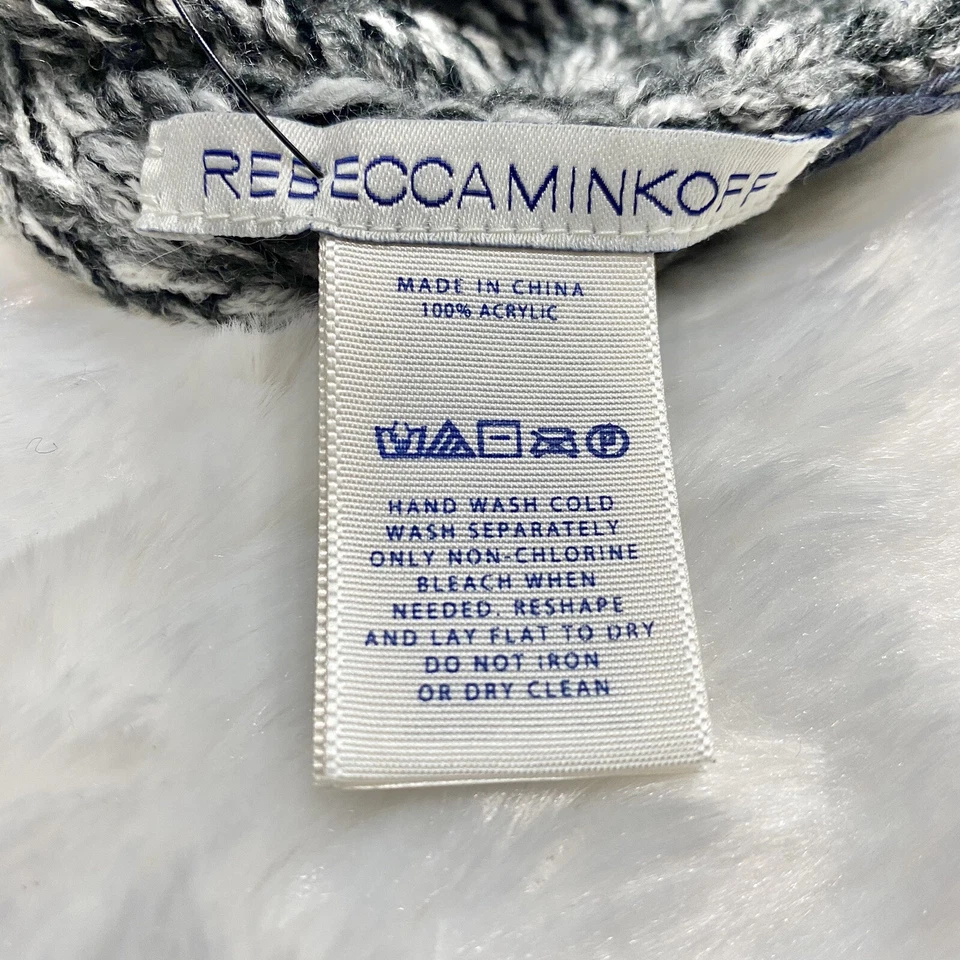 REBECCAMINKOFF
MADE IN CHINA
100% ACRYLIC
P
HAND WASH COLD
WASH SEPARATELY
ONLY NON-CHLORINE
BLEACH WHEN
NEEDED. RESHAPE
AND LAY FLAT TO DRY
DO NOT IRON
OR DRY CLEAN